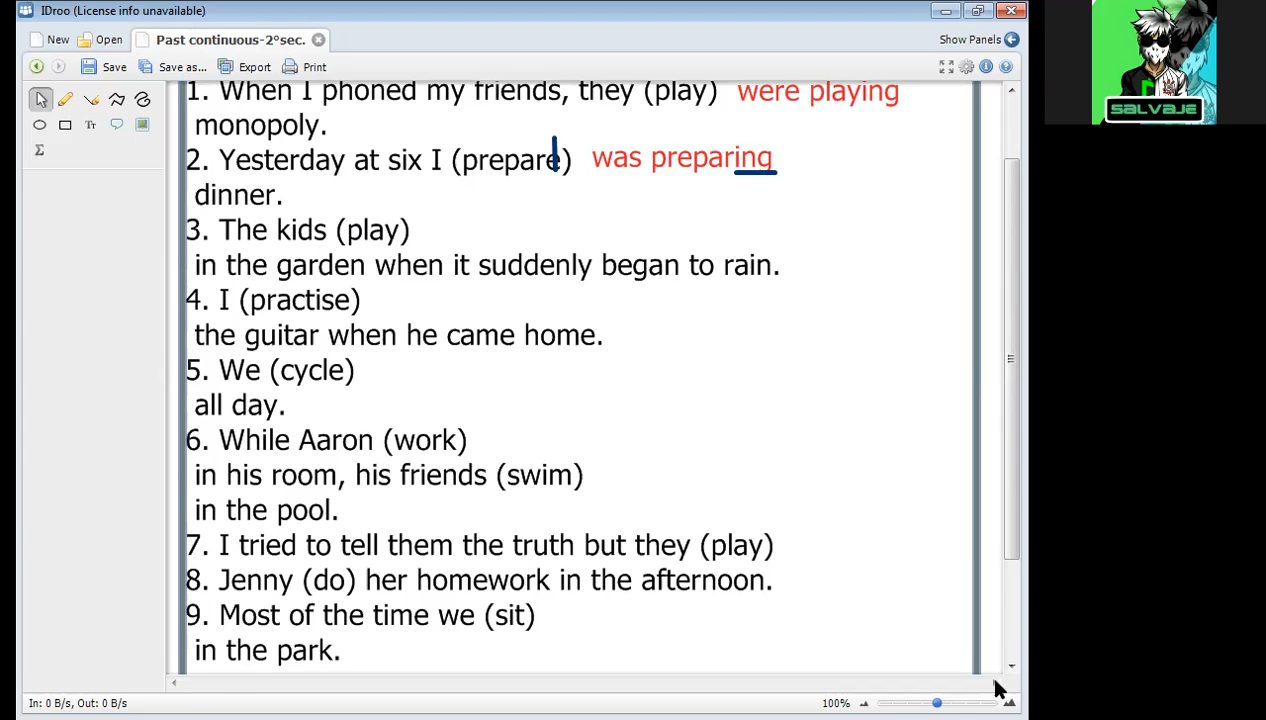 IDroo (License info unavailable)
New Open Past continuous-2°sec. Show Panels
Save Save as... Export Print
1. When I phoned my friends, they (play) were playing
monopoly.
2. Yesterday at six I (prepare) was preparing
dinner.
3. The kids (play)
in the garden when it suddenly began to rain.
4. I (practise)
the guitar when he came home.
5. We (cycle)
all day.
6. While Aaron (work)
in his room, his friends (swim)
in the pool.
7. I tried to tell them the truth but they (play)
8. Jenny (do) her homework in the afternoon.
9. Most of the time we (sit)
in the park.
In: 0 B/s, Out: 0 B/s 100%
SALVAJE